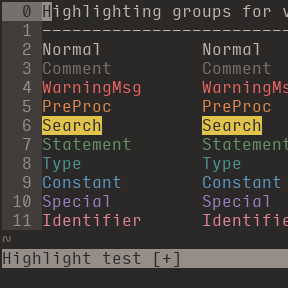 0 Highlighting groups for
1 -------------------------
2 Normal Normal
3 Comment Comment
4 WarningMsg WarningMsg
5 PreProc PreProc
6 Search Search
7 Statement Statement
8 Type Type
9 Constant Constant
10 Special Special
11 Identifier Identifie
~
Highlight test [+]